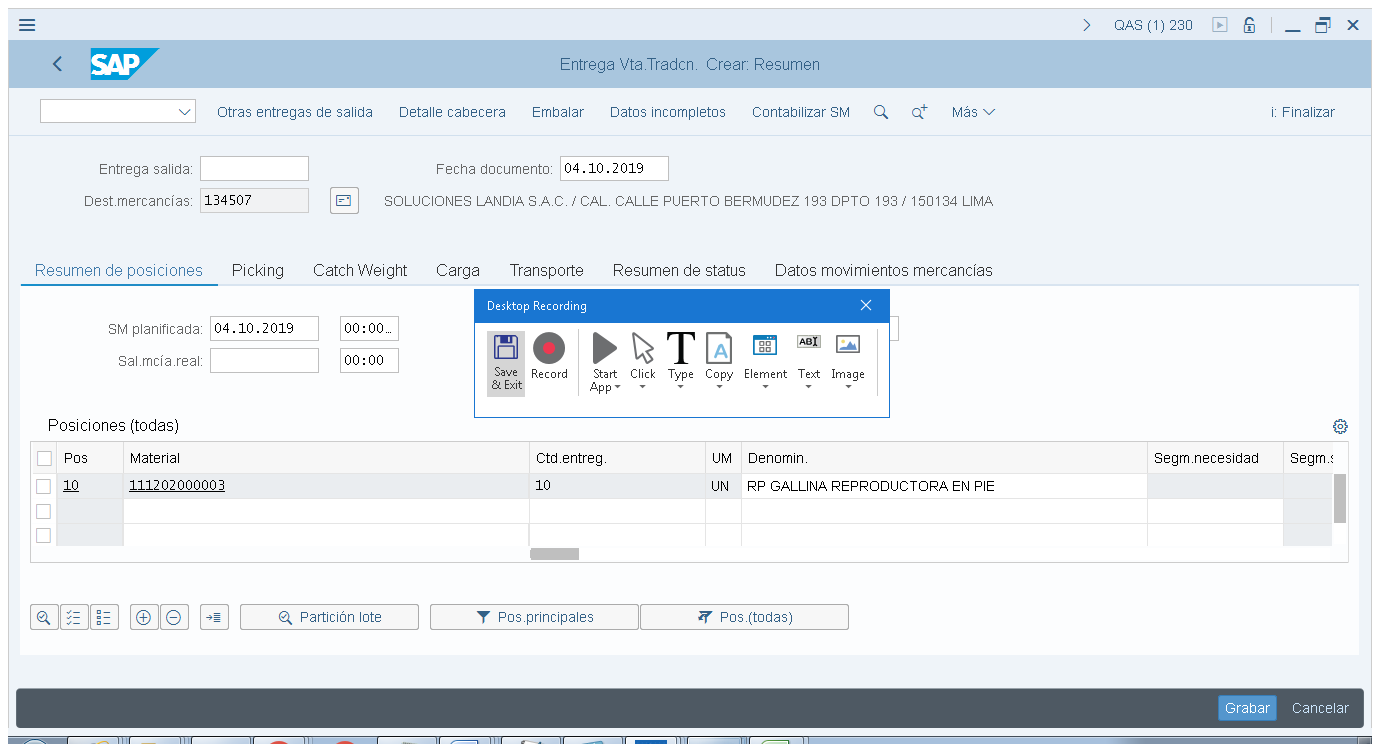 QAS (1) 230
SAP
Entrega Vta.Tradcn. Crear: Resumen
Otras entregas de salida Detalle cabecera Embalar Datos incompletos Contabilizar SM Más i: Finalizar
Entrega salida: Fecha documento: 04.10.2019
Dest.mercancías: 134507 SOLUCIONES LANDIA S.A.C. / CAL. CALLE PUERTO BERMUDEZ 193 DPTO 193 / 150134 LIMA
Resumen de posiciones Picking Catch Weight Carga Transporte Resumen de status Datos movimientos mercancías
Desktop Recording
Save & Exit Record Start App Click Type Copy Element Text Image
SM planificada: 04.10.2019 00:00…
Sal.mcía.real: 00:00
Posiciones (todas)
Pos Material Ctd.entreg. UM Denomin. Segm.necesidad Segm.s
10 111202000003 10 UN RP GALLINA REPRODUCTORA EN PIE
Partición lote Pos.principales Pos.(todas)
Grabar Cancelar